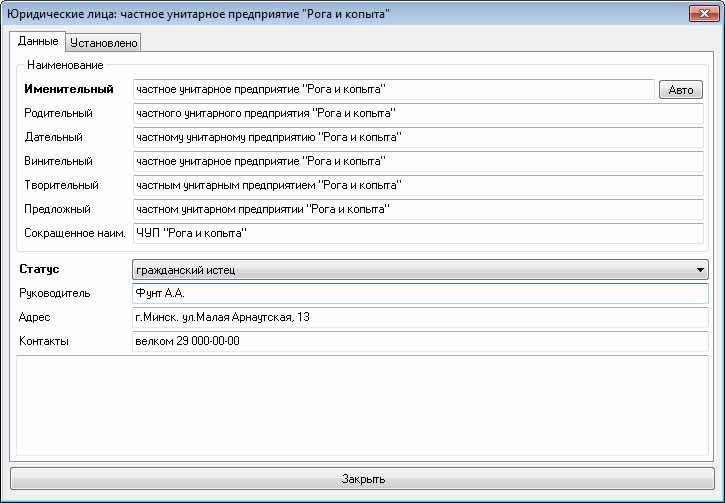 Юридические лица: частное унитарное предприятие "Рога и копыта"
Данные Установлено
Наименование
Именительный частное унитарное предприятие "Рога и копыта" Авто
Родительный частного унитарного предприятия "Рога и копыта"
Дательный частному унитарному предприятию "Рога и копыта"
Винительный частное унитарное предприятие "Рога и копыта"
Творительный частным унитарным предприятием "Рога и копыта"
Предложный частном унитарном предприятии "Рога и копыта"
Сокращенное наим. ЧУП "Рога и копыта"
Статус гражданский истец
Руководитель Фунт А.А.
Адрес г.Минск. ул.Малая Арнаутская, 13
Контакты велком 29 000-00-00
Закрыть